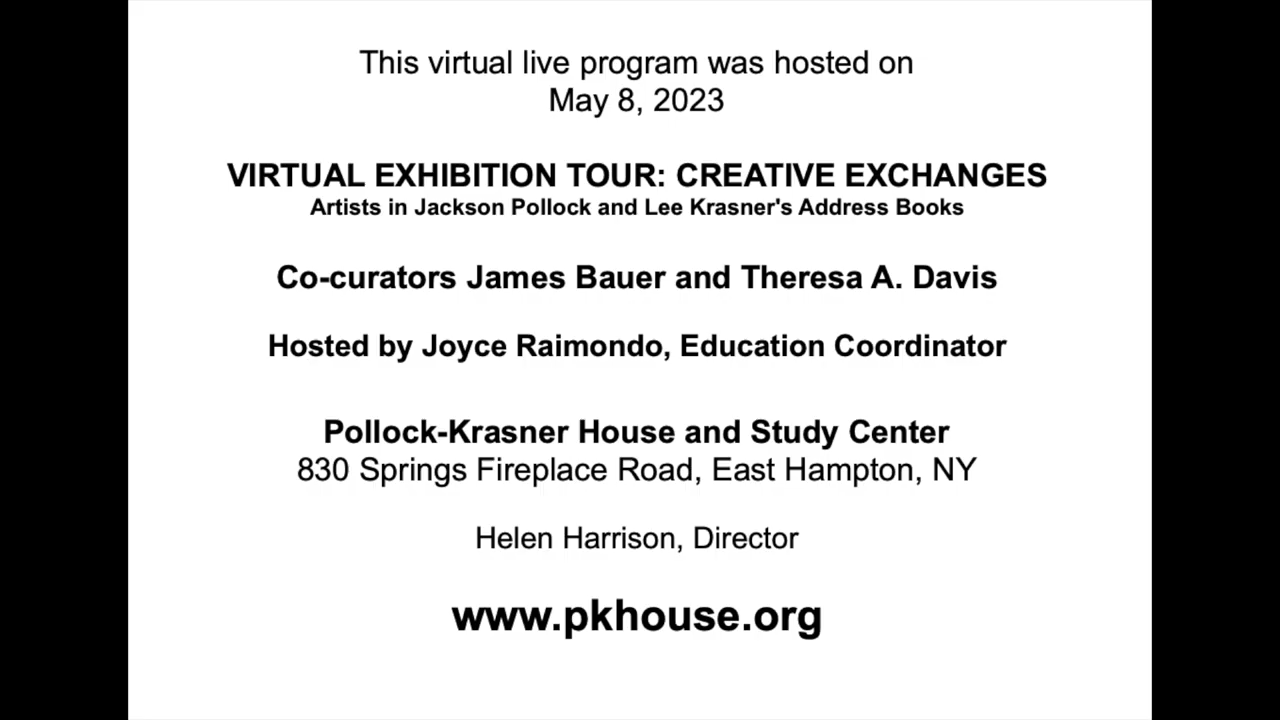 This virtual live program was hosted on
May 8, 2023
VIRTUAL EXHIBITION TOUR: CREATIVE EXCHANGES
Artists in Jackson Pollock and Lee Krasner's Address Books
Co-curators James Bauer and Theresa A. Davis
Hosted by Joyce Raimondo, Education Coordinator
Pollock-Krasner House and Study Center
830 Springs Fireplace Road, East Hampton, NY
Helen Harrison, Director
www.pkhouse.org